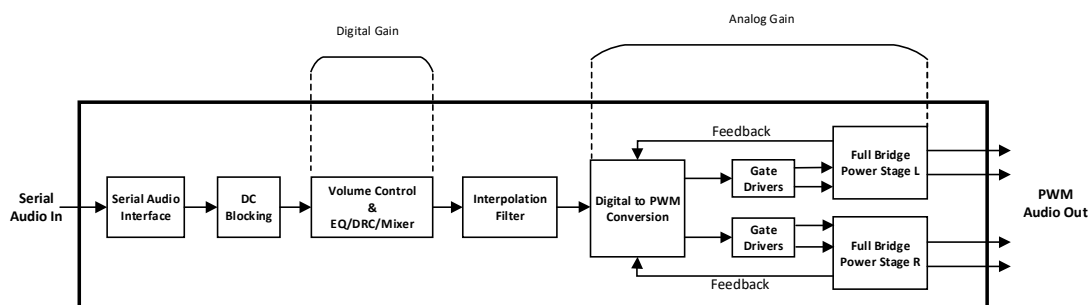 Analog Gain
Digital Gain
Feedback
Serial
Audio In
Serial Audio
Interface
DC
Blocking
Volume Control
&
EQ/DRC/Mixer
Interpolation
Filter
Digital to PWM
Conversion
Gate
Drivers
Full Bridge
Power Stage L
Gate
Drivers
Full Bridge
Power Stage R
Feedback
PWM
Audio Out